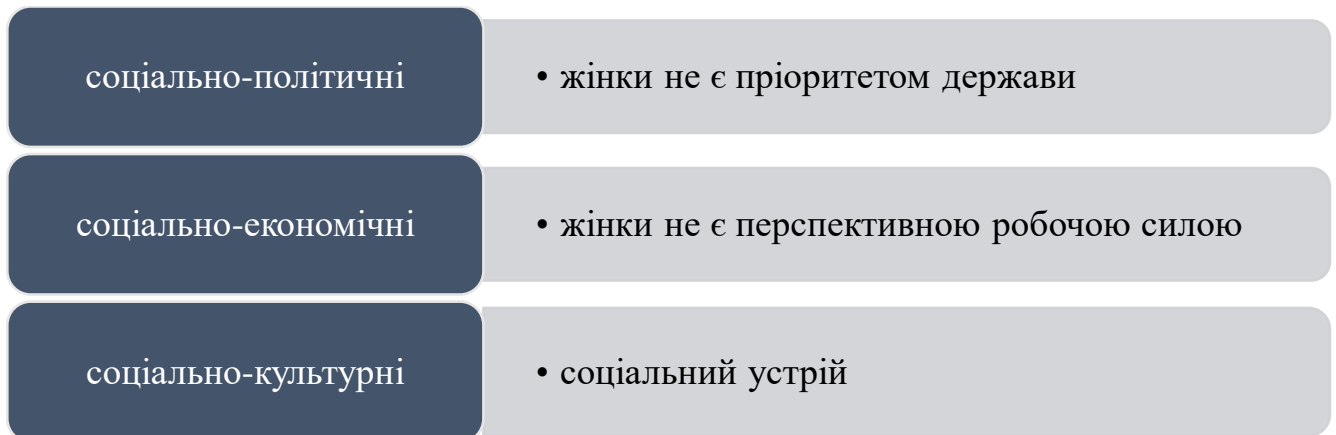 соціально-політичні
• жінки не є пріоритетом держави
соціально-економічні
• жінки не є перспективною робочою силою
соціально-культурні
• соціальний устрій